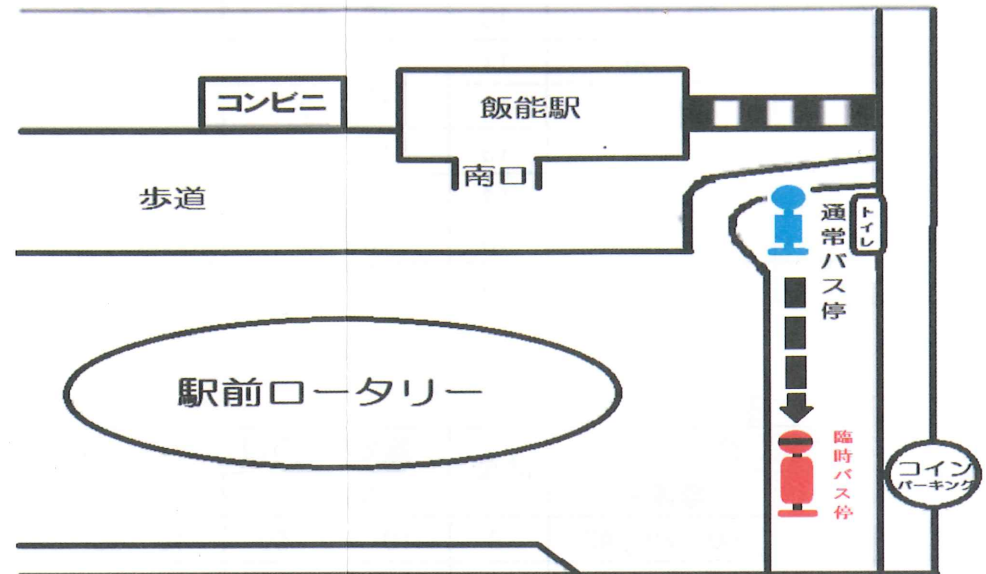 コンビニ
飯能駅
南口
歩道
通常バス停
トイレ
駅前ロータリー
臨時バス停
コイン
パーキング